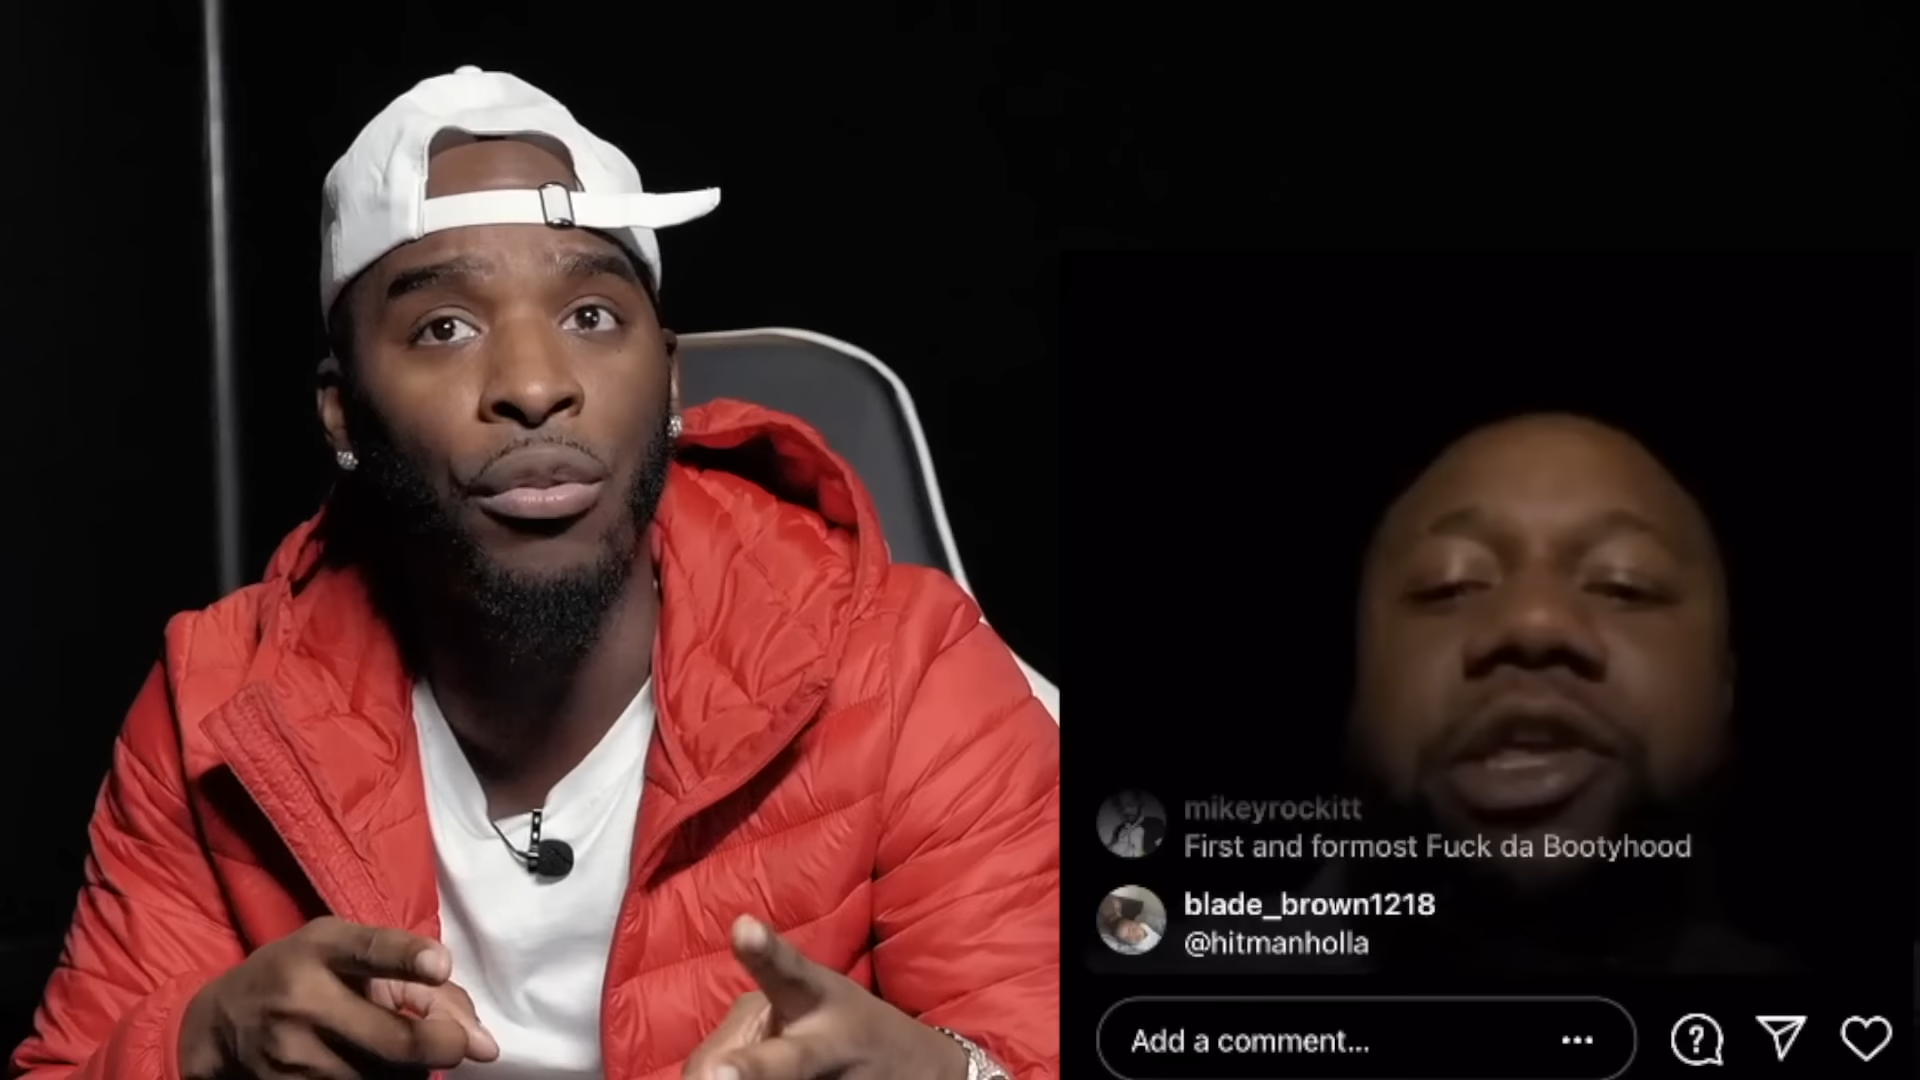 mikeyrockitt
First and formost Fuck da Bootyhood
blade_brown1218
@hitmanholla
Add a comment...